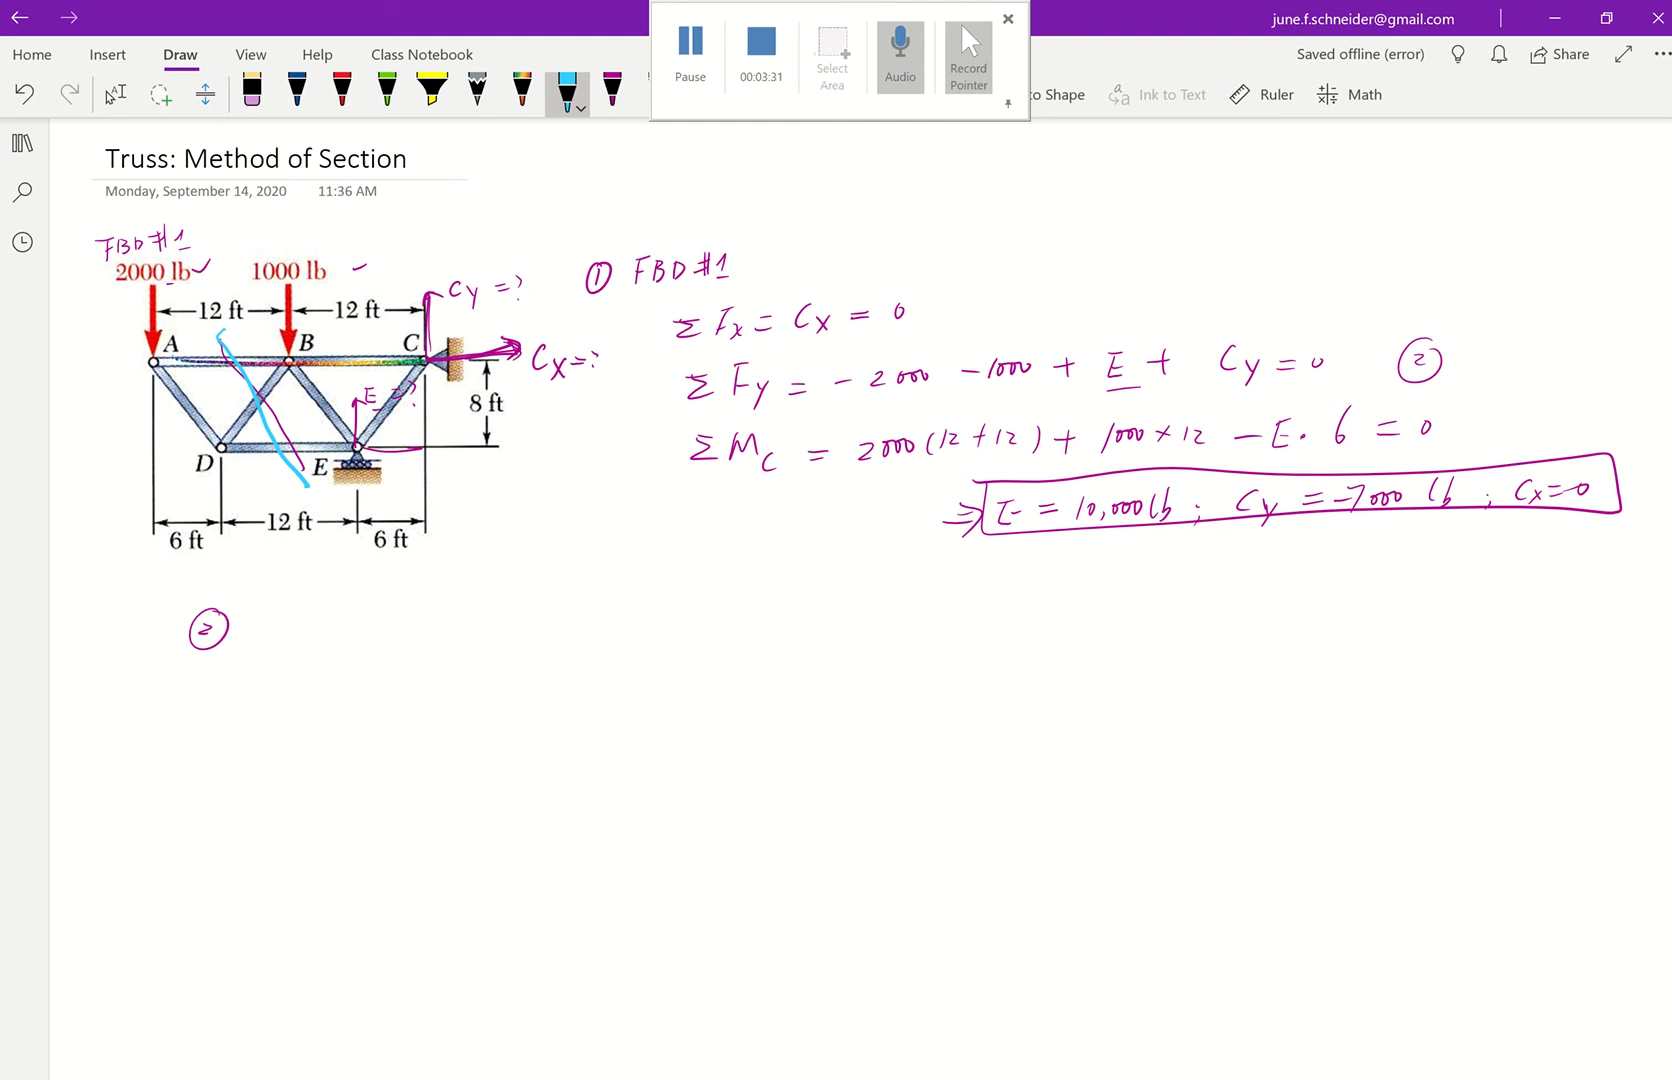 june.f.schneider@gmail.com
Home Insert Draw View Help Class Notebook
Pause 00:03:31 Select Area Audio Record Pointer
Saved offline (error) Share
to Shape Ink to Text Ruler Math
Truss: Method of Section
Monday, September 14, 2020 11:36 AM
FBD #1
2000 lb 1000 lb
12 ft 12 ft
Cy = ?
A B C
Cx = ?
E = ?
8 ft
D E
12 ft
6 ft 6 ft
① FBD #1
Σ Fx = Cx = 0
Σ Fy = - 2000 - 1000 + E + Cy = 0 ②
Σ Mc = 2000 (12 + 12) + 1000 × 12 - E · 6 = 0
⇒ E = 10,000 lb ; Cy = -7000 lb ; Cx = 0
②